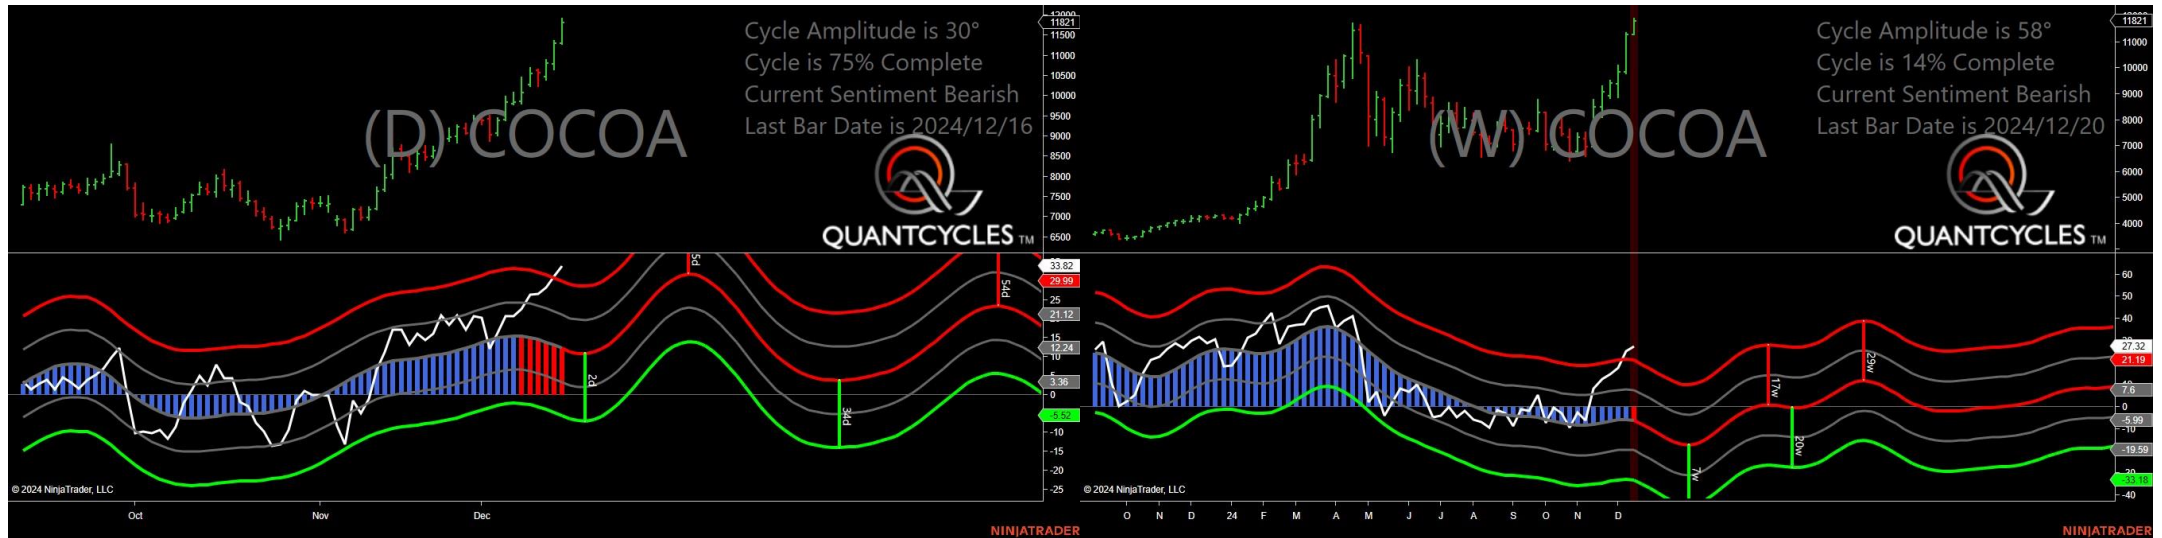 Cycle Amplitude is 30°
Cycle is 75% Complete
Current Sentiment Bearish
Last Bar Date is 2024/12/16
(D) COCOA
QUANTCYCLES TM
11821
11500
11000
10500
10000
9500
9000
8500
8000
7500
7000
6500
33.82
29.99
25
21.12
15
12.24
3.36
0
-5.52
-10
-15
-20
-25
5d
54d
2d
34d
© 2024 NinjaTrader, LLC
Oct Nov Dec
NINJATRADER
Cycle Amplitude is 58°
Cycle is 14% Complete
Current Sentiment Bearish
Last Bar Date is 2024/12/20
(W) COCOA
QUANTCYCLES TM
11821
11000
10000
9000
8000
7000
6000
4000
60
50
40
27.32
21.19
7.6
0
-5.99
-10
-19.59
-33.18
-40
17w
29w
20w
7w
© 2024 NinjaTrader, LLC
O N D 24 F M A M J J A S O N D
NINJATRADER